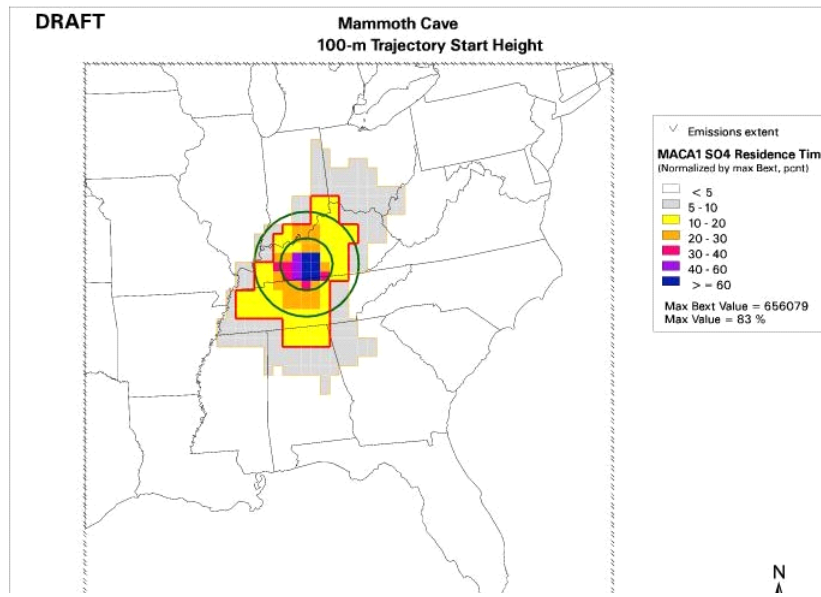 DRAFT
Mammoth Cave
100-m Trajectory Start Height
Emissions extent
MACA1 SO4 Residence Tim
(Normalized by max Bext, pcnt)
< 5
5 - 10
10 - 20
20 - 30
30 - 40
40 - 60
> = 60
Max Bext Value = 656079
Max Value = 83 %
N